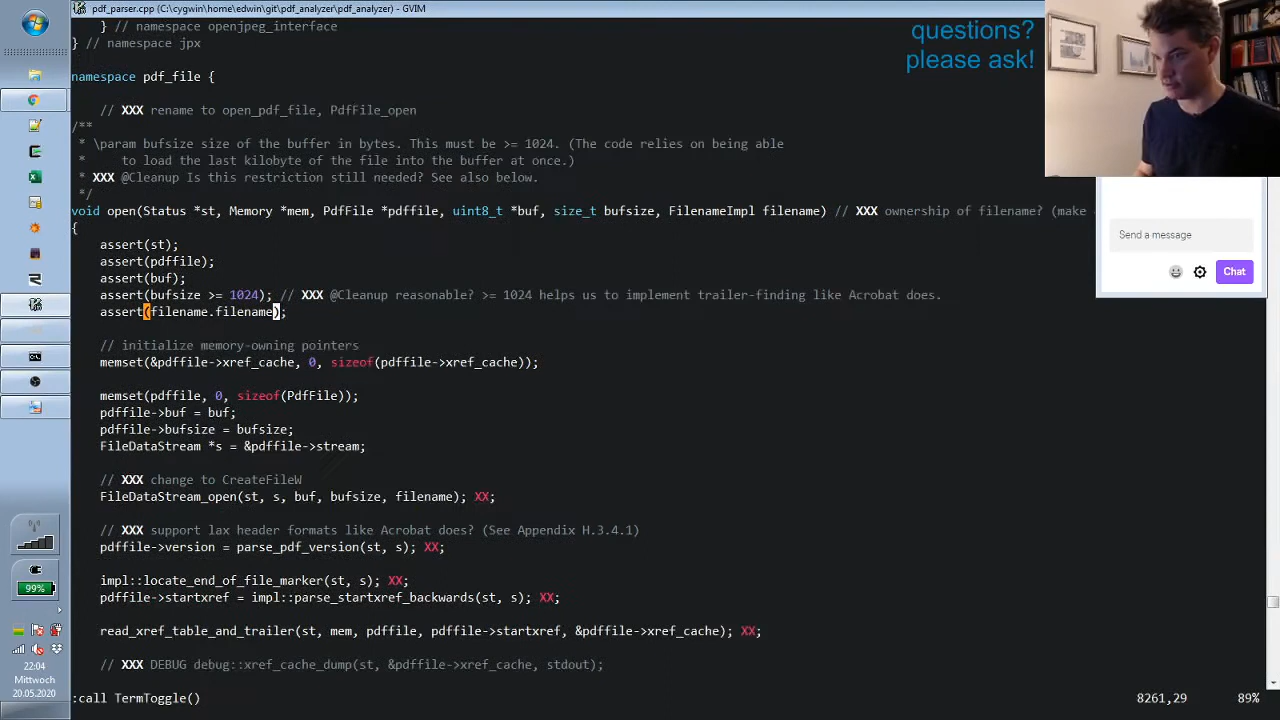 pdf_parser.cpp (C:\cygwin\home\edwin\git\pdf_analyzer\pdf_analyzer) - GVIM
    } // namespace openjpeg_interface
} // namespace jpx
questions?
please ask!
namespace pdf_file {
    // XXX rename to open_pdf_file, PdfFile_open
/**
 * \param bufsize size of the buffer in bytes. This must be >= 1024. (The code relies on being able
 *     to load the last kilobyte of the file into the buffer at once.)
 * XXX @Cleanup Is this restriction still needed? See also below.
 */
void open(Status *st, Memory *mem, PdfFile *pdffile, uint8_t *buf, size_t bufsize, FilenameImpl filename) // XXX ownership of filename? (make
{
    assert(st);
    assert(pdffile);
    assert(buf);
    assert(bufsize >= 1024); // XXX @Cleanup reasonable? >= 1024 helps us to implement trailer-finding like Acrobat does.
    assert(filename.filename);
    // initialize memory-owning pointers
    memset(&pdffile->xref_cache, 0, sizeof(pdffile->xref_cache));
    memset(pdffile, 0, sizeof(PdfFile));
    pdffile->buf = buf;
    pdffile->bufsize = bufsize;
    FileDataStream *s = &pdffile->stream;
    // XXX change to CreateFileW
    FileDataStream_open(st, s, buf, bufsize, filename); XX;
    // XXX support lax header formats like Acrobat does? (See Appendix H.3.4.1)
    pdffile->version = parse_pdf_version(st, s); XX;
    impl::locate_end_of_file_marker(st, s); XX;
    pdffile->startxref = impl::parse_startxref_backwards(st, s); XX;
    read_xref_table_and_trailer(st, mem, pdffile, pdffile->startxref, &pdffile->xref_cache); XX;
    // XXX DEBUG debug::xref_cache_dump(st, &pdffile->xref_cache, stdout);
:call TermToggle()
8261,29
89%
Send a message
Chat
99%
22:04
Mittwoch
20.05.2020